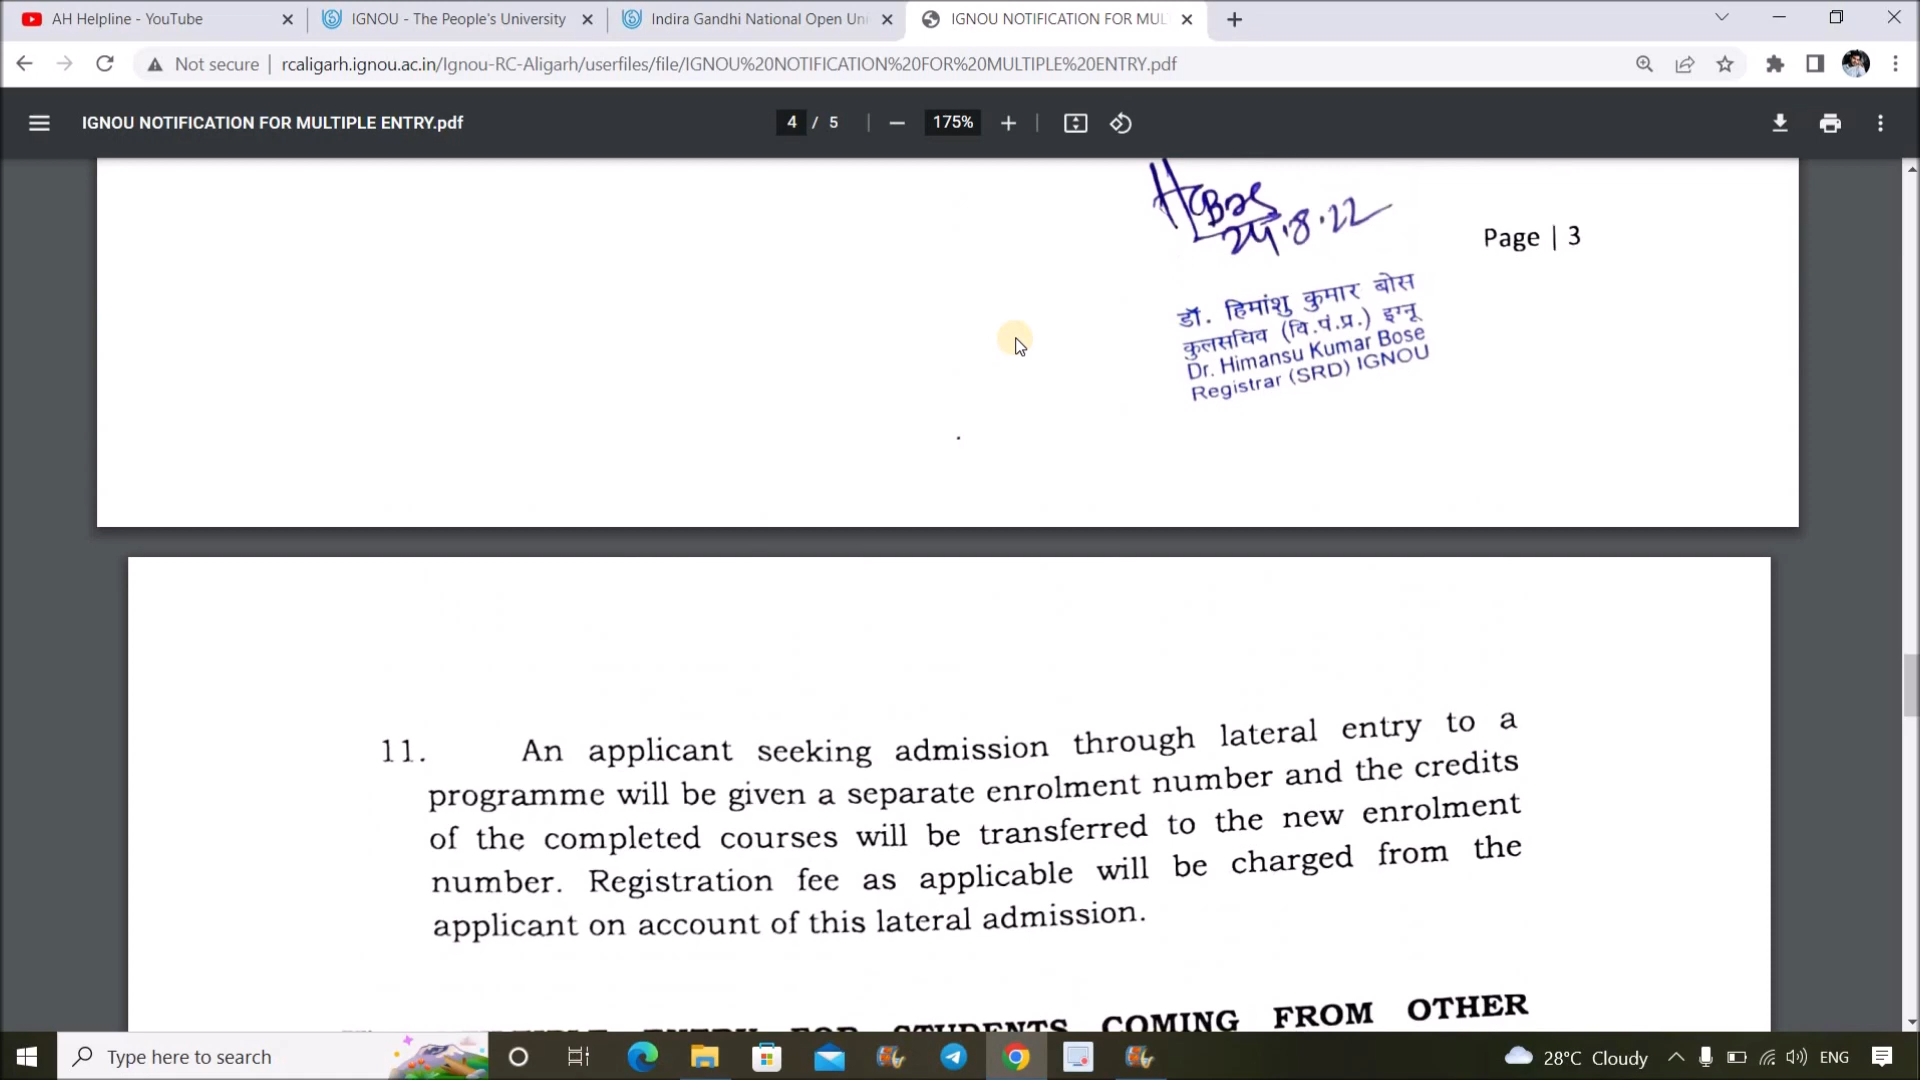 AH Helpline - YouTube
IGNOU - The People's University
Indira Gandhi National Open Uni
IGNOU NOTIFICATION FOR MUL
Not secure
rcaligarh.ignou.ac.in/Ignou-RC-Aligarh/userfiles/file/IGNOU%20NOTIFICATION%20FOR%20MULTIPLE%20ENTRY.pdf
IGNOU NOTIFICATION FOR MULTIPLE ENTRY.pdf
4 / 5
175%
24.8.22
Page | 3
डॉ. हिमांशु कुमार बोस
कुलसचिव (वि.पं.प्र.) इग्नू
Dr. Himansu Kumar Bose
Registrar (SRD) IGNOU
11. An applicant seeking admission through lateral entry to a
programme will be given a separate enrolment number and the credits
of the completed courses will be transferred to the new enrolment
number. Registration fee as applicable will be charged from the
applicant on account of this lateral admission.
ENTRY FOR STUDENTS COMING FROM OTHER
Type here to search
28°C Cloudy
ENG